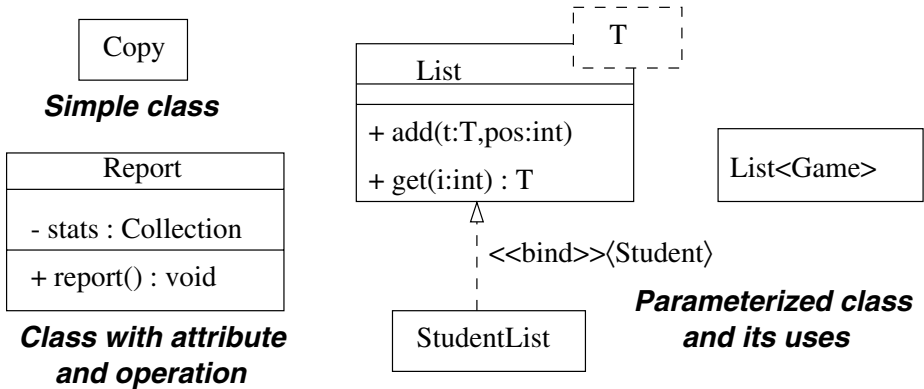 Copy
Simple class
Report
- stats : Collection
+ report() : void
Class with attribute
and operation
T
List
+ add(t:T,pos:int)
+ get(i:int) : T
<<bind>>⟨Student⟩
StudentList
List<Game>
Parameterized class
and its uses